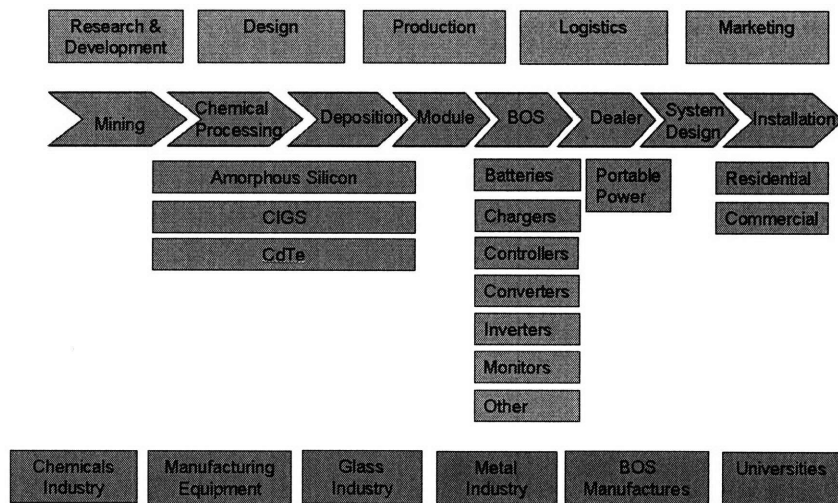 Research &
Development
Design
Production
Logistics
Marketing
Mining
Chemical
Processing
Deposition
Module
BOS
Dealer
System
Design
Installation
Amorphous Silicon
CIGS
CdTe
Batteries
Chargers
Controllers
Converters
Inverters
Monitors
Other
Portable
Power
Residential
Commercial
Chemicals
Industry
Manufacturing
Equipment
Glass
Industry
Metal
Industry
BOS
Manufactures
Universities